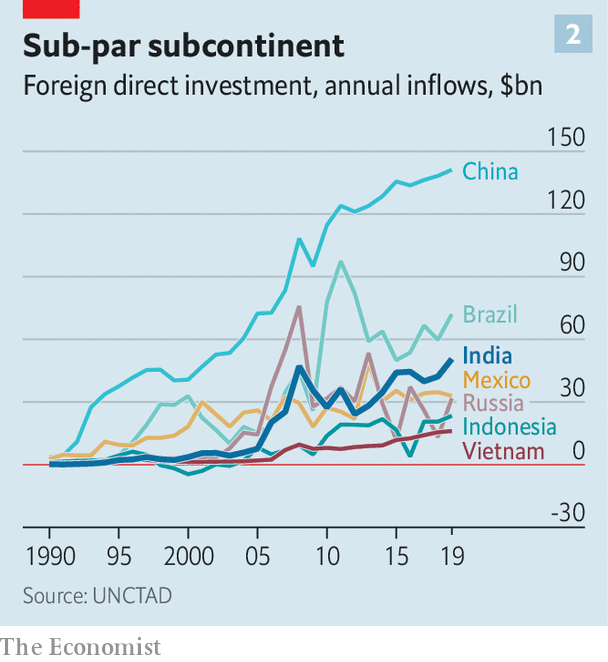 Sub-par subcontinent
2
Foreign direct investment, annual inflows, $bn
150
China
120
90
Brazil
60
India
Mexico
30
Russia
Indonesia
Vietnam
0
-30
1990 95 2000 05 10 15 19
Source: UNCTAD
The Economist